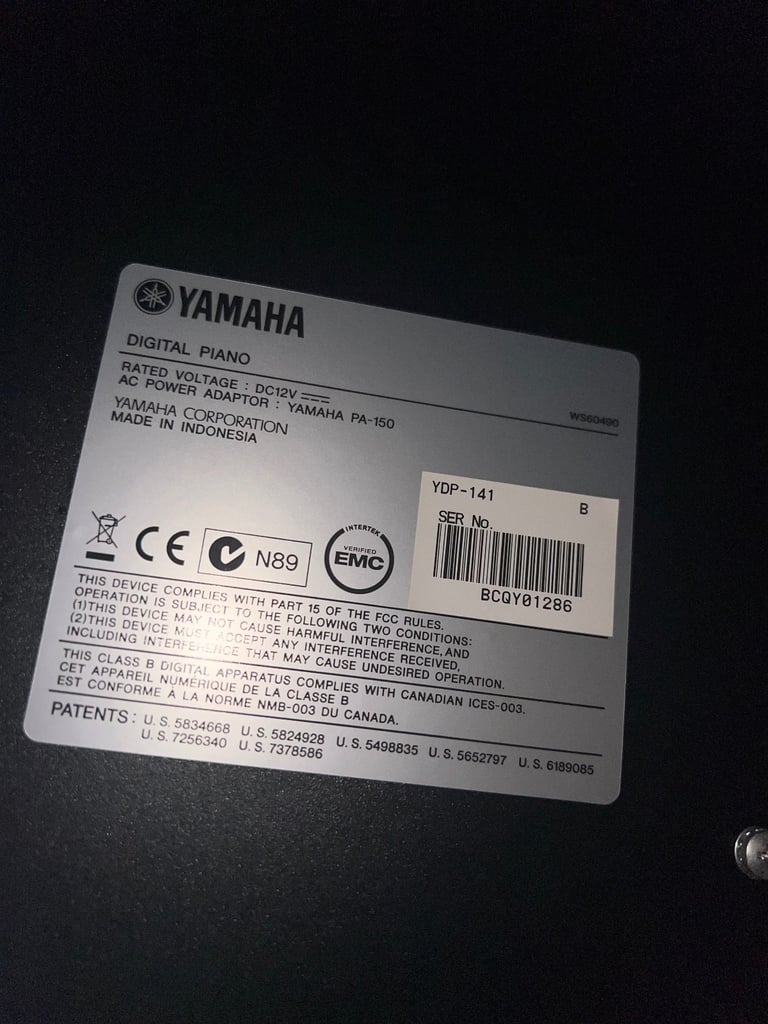 YAMAHA
DIGITAL PIANO
RATED VOLTAGE : DC12V
AC POWER ADAPTOR : YAMAHA PA-150
WS60490
YAMAHA CORPORATION
MADE IN INDONESIA
YDP-141 B
SER No.
BCQY01286
CE
N89
INTERTEK
VERIFIED
EMC
THIS DEVICE COMPLIES WITH PART 15 OF THE FCC RULES.
OPERATION IS SUBJECT TO THE FOLLOWING TWO CONDITIONS:
(1)THIS DEVICE MAY NOT CAUSE HARMFUL INTERFERENCE, AND
(2)THIS DEVICE MUST ACCEPT ANY INTERFERENCE RECEIVED,
INCLUDING INTERFERENCE THAT MAY CAUSE UNDESIRED OPERATION.
THIS CLASS B DIGITAL APPARATUS COMPLIES WITH CANADIAN ICES-003.
CET APPAREIL NUMÉRIQUE DE LA CLASSE B
EST CONFORME À LA NORME NMB-003 DU CANADA.
PATENTS : U. S. 5834668 U. S. 5824928 U. S. 5498835 U. S. 5652797 U. S. 6189085
U. S. 7256340 U. S. 7378586